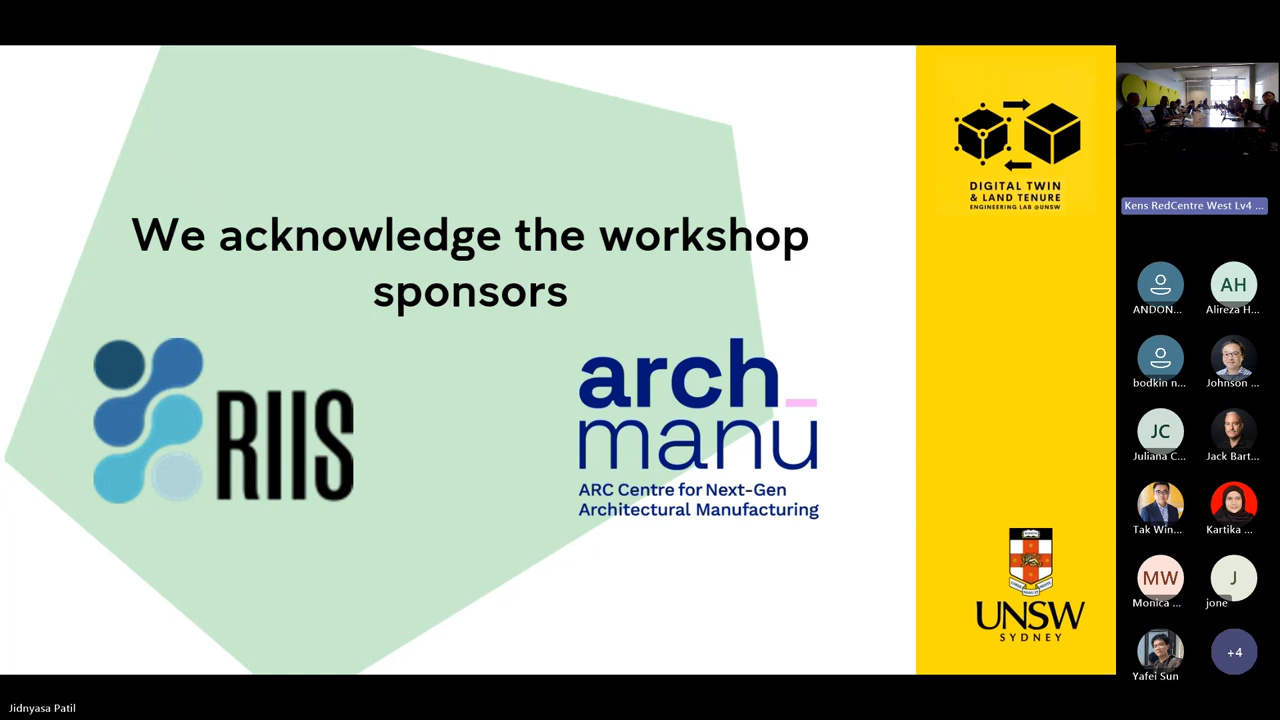 We acknowledge the workshop
sponsors
RIIS
arch_
manu
ARC Centre for Next-Gen
Architectural Manufacturing
DIGITAL TWIN
& LAND TENURE
ENGINEERING LAB @UNSW
UNSW
SYDNEY
Kens RedCentre West Lv4 ...
ANDON...
Alireza H...
AH
bodkin n...
Johnson ...
JC
Juliana C...
Jack Bart...
Tak Win...
Kartika ...
MW
J
Monica ...
jone
Yafei Sun
+4
Jidnyasa Patil